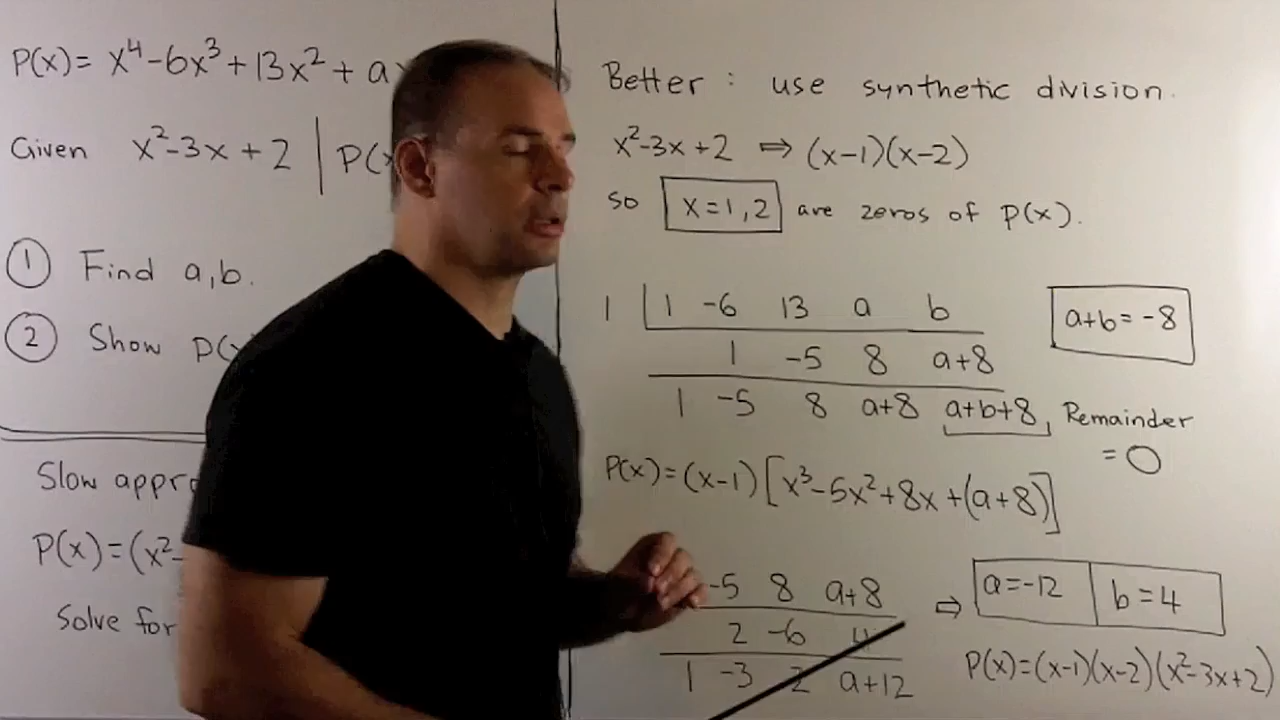 P(x)= x⁴-6x³+13x²+ a
Given x²-3x+2 | P(
① Find a,b.
② Show P(
Slow appro
P(x)=(x²-
Solve for
Better : use synthetic division.
x²-3x+2 ⇒ (x-1)(x-2)
so x=1,2 are zeros of P(x).
1 | 1 -6 13 a b
1 -5 8 a+8
1 -5 8 a+8 a+b+8, Remainder
= 0
a+b=-8
P(x)=(x-1)[x³-5x²+8x+(a+8)]
-5 8 a+8
2 -6 4
1 -3 2 a+12
⇒ a=-12 | b=4
P(x)=(x-1)(x-2)(x²-3x+2)